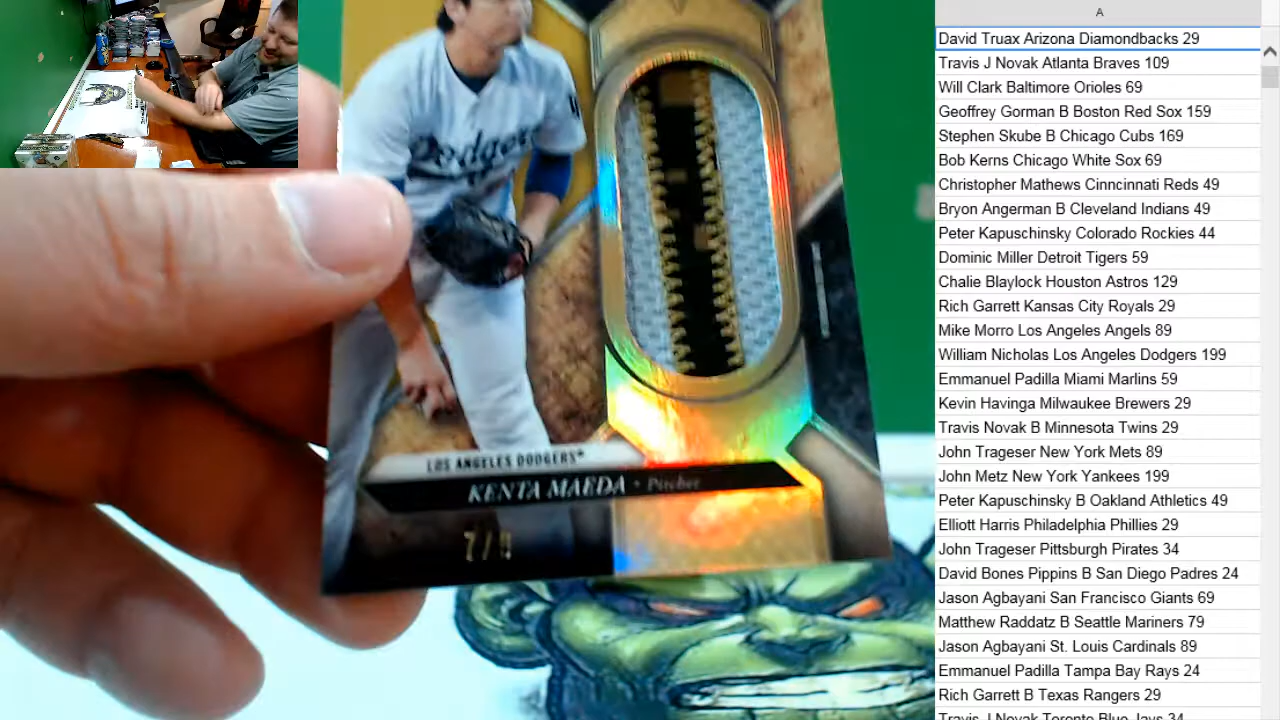 A
David Truax Arizona Diamondbacks 29
Travis J Novak Atlanta Braves 109
Will Clark Baltimore Orioles 69
Geoffrey Gorman B Boston Red Sox 159
Stephen Skube B Chicago Cubs 169
Bob Kerns Chicago White Sox 69
Christopher Mathews Cinncinnati Reds 49
Bryon Angerman B Cleveland Indians 49
Peter Kapuschinsky Colorado Rockies 44
Dominic Miller Detroit Tigers 59
Chalie Blaylock Houston Astros 129
Rich Garrett Kansas City Royals 29
Mike Morro Los Angeles Angels 89
William Nicholas Los Angeles Dodgers 199
Emmanuel Padilla Miami Marlins 59
Kevin Havinga Milwaukee Brewers 29
Travis Novak B Minnesota Twins 29
John Trageser New York Mets 89
John Metz New York Yankees 199
Peter Kapuschinsky B Oakland Athletics 49
Elliott Harris Philadelphia Phillies 29
John Trageser Pittsburgh Pirates 34
David Bones Pippins B San Diego Padres 24
Jason Agbayani San Francisco Giants 69
Matthew Raddatz B Seattle Mariners 79
Jason Agbayani St. Louis Cardinals 89
Emmanuel Padilla Tampa Bay Rays 24
Rich Garrett B Texas Rangers 29
Travis J Novak Toronto Blue Jays 34
Dodgers
LOS ANGELES DODGERS
KENTA MAEDA • Pitcher
7/9